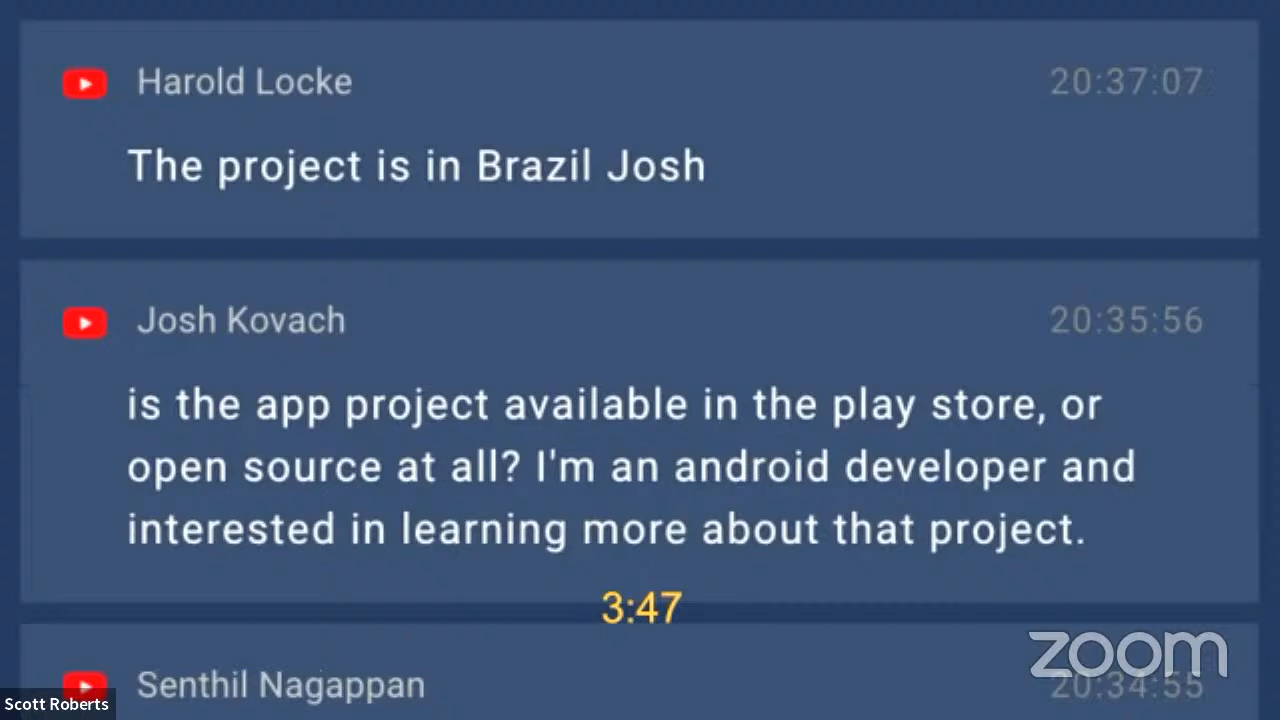 Harold Locke 20:37:07
The project is in Brazil Josh
Josh Kovach 20:35:56
is the app project available in the play store, or
open source at all? I'm an android developer and
interested in learning more about that project.
3:47
zoom
Senthil Nagappan 20:34:55
Scott Roberts